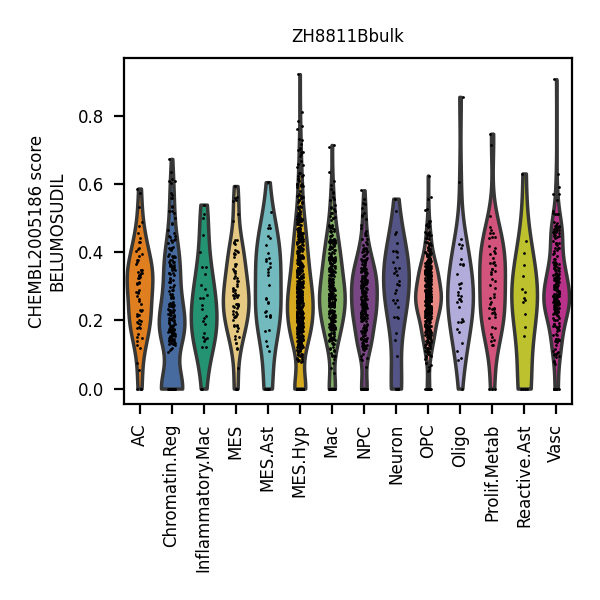 ZH8811Bbulk
CHEMBL2005186 score
BELUMOSUDIL
0.8
0.6
0.4
0.2
0.0
AC
Chromatin.Reg
Inflammatory.Mac
MES
MES.Ast
MES.Hyp
Mac
NPC
Neuron
OPC
Oligo
Prolif.Metab
Reactive.Ast
Vasc